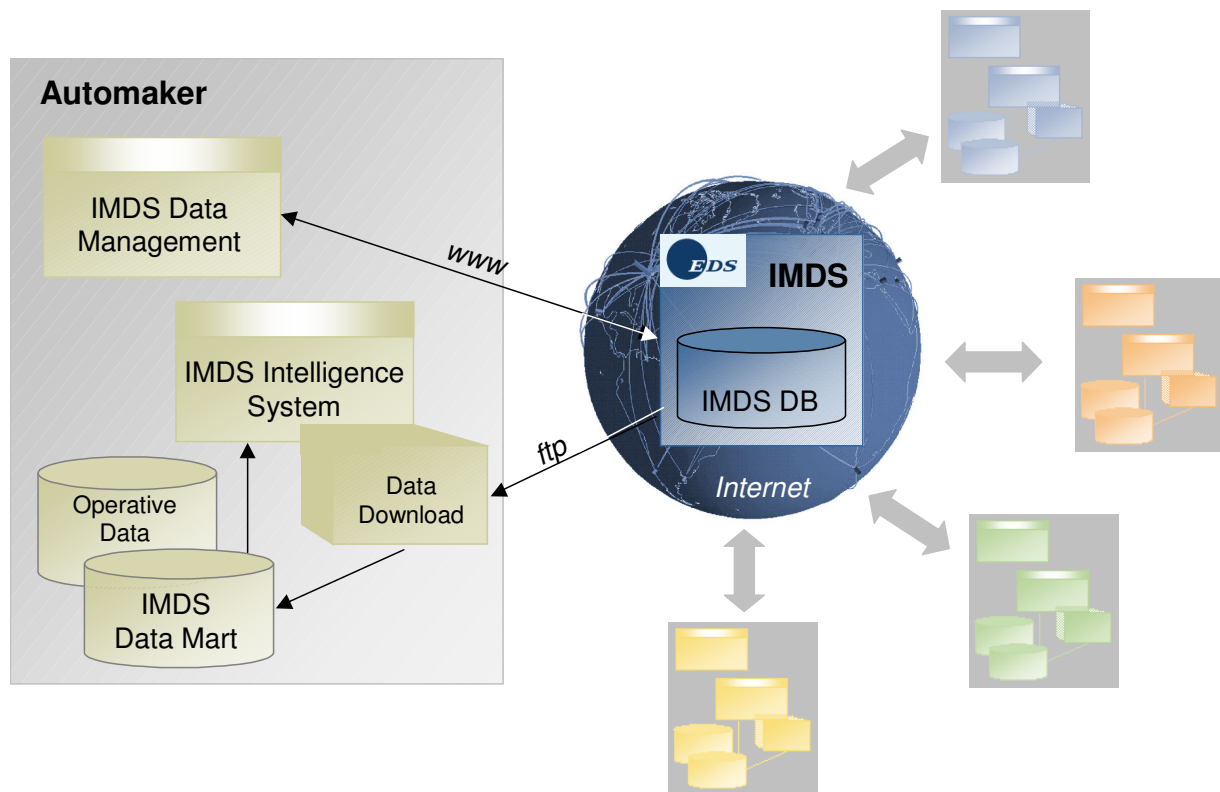 Automaker
IMDS Data
Management
www
EDS
IMDS
IMDS DB
Internet
IMDS Intelligence
System
ftp
Data
Download
Operative
Data
IMDS
Data Mart